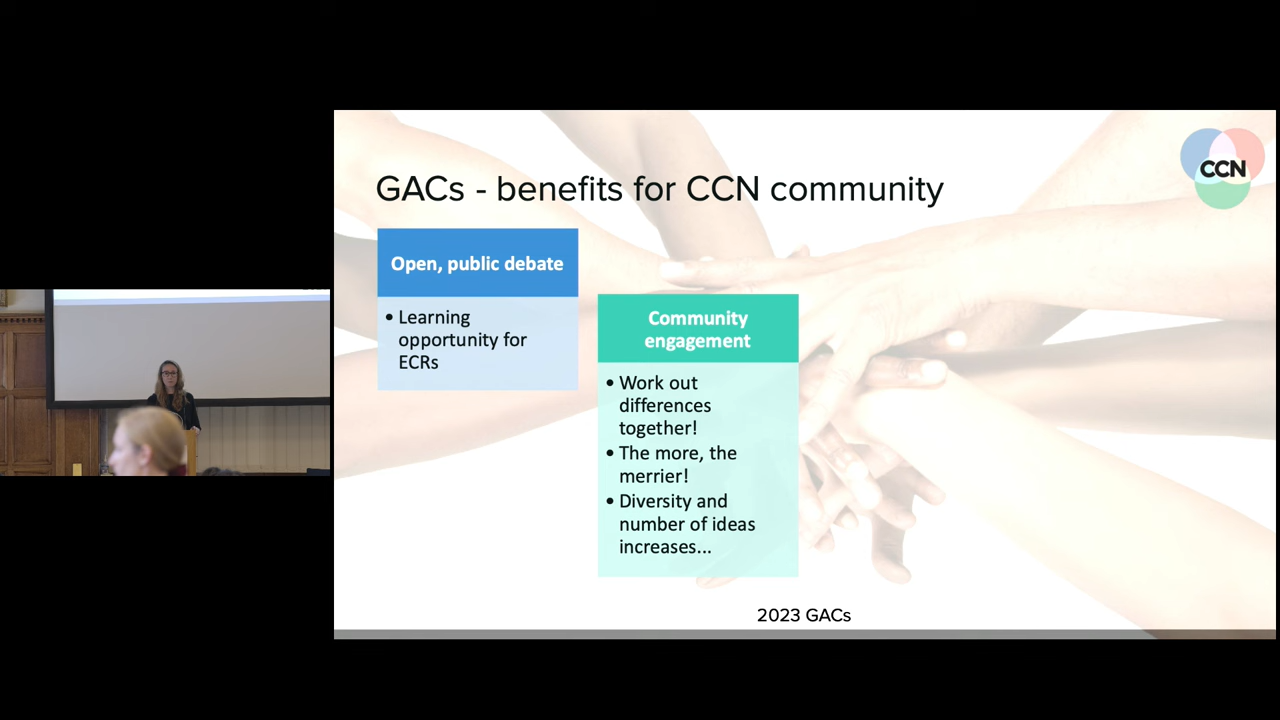 GACs - benefits for CCN community
CCN
Open, public debate
• Learning
opportunity for
ECRs
Community
engagement
• Work out
differences
together!
• The more, the
merrier!
• Diversity and
number of ideas
increases...
2023 GACs